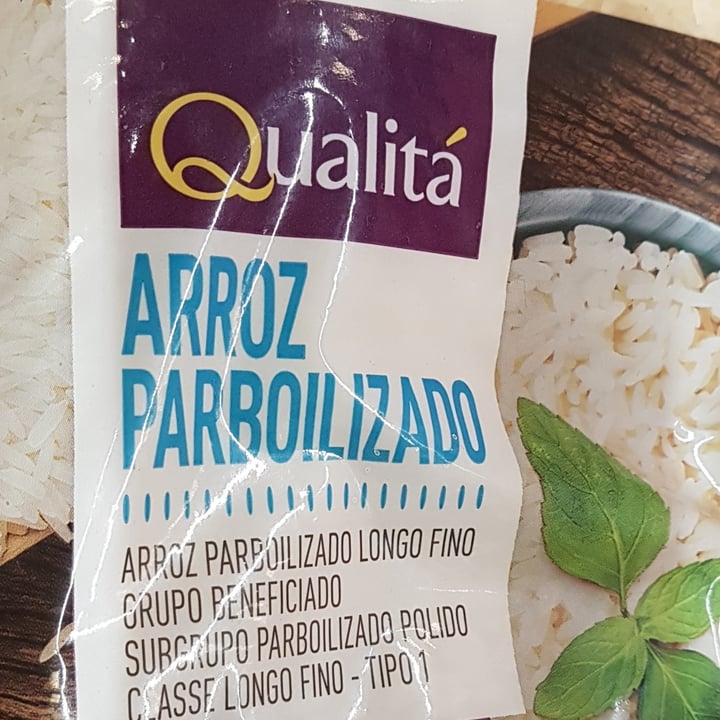 Qualitá
ARROZ
PARBOILIZADO
ARROZ PARBOILIZADO LONGO FINO
GRUPO BENEFICIADO
SUBGRUPO PARBOILIZADO POLIDO
CLASSE LONGO FINO - TIPO 1